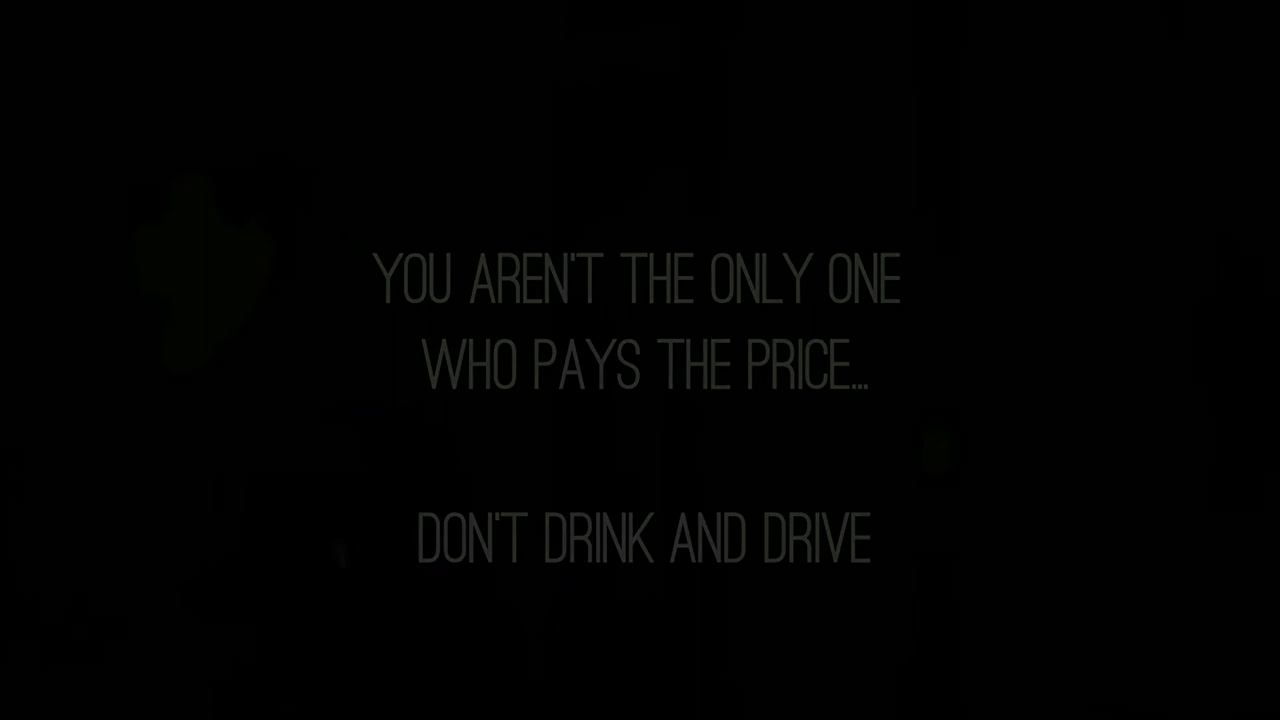 YOU AREN'T THE ONLY ONE
WHO PAYS THE PRICE...
DON'T DRINK AND DRIVE